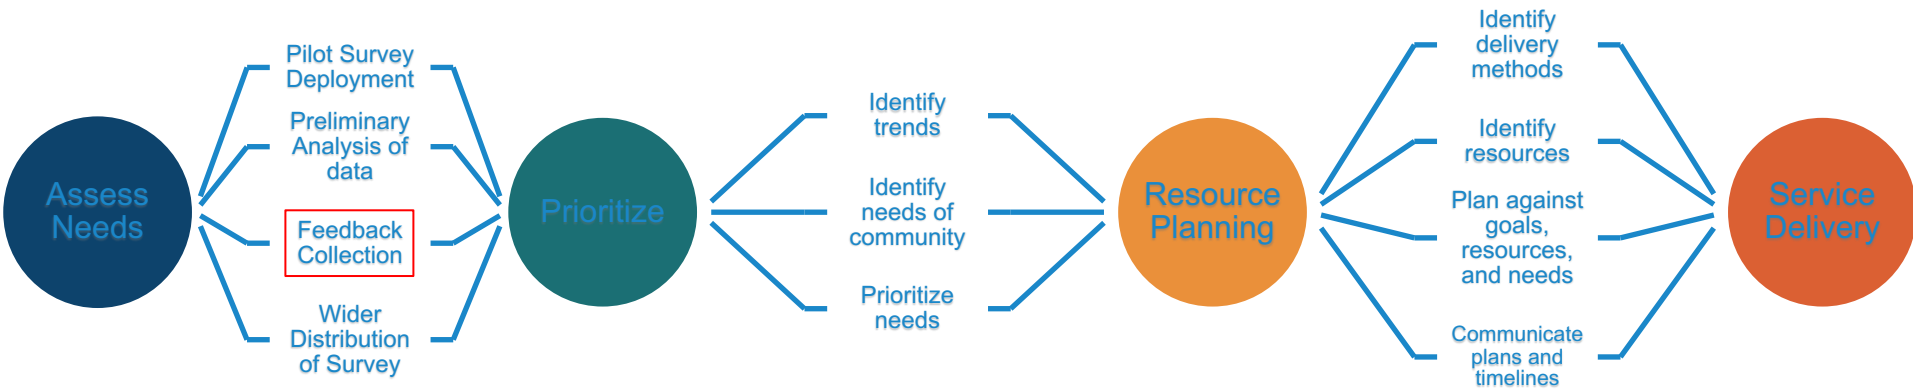 Assess
Needs
Pilot Survey
Deployment
Preliminary
Analysis of
data
Feedback
Collection
Wider
Distribution
of Survey
Prioritize
Identify
trends
Identify
needs of
community
Prioritize
needs
Resource
Planning
Identify
delivery
methods
Identify
resources
Plan against
goals,
resources,
and needs
Communicate
plans and
timelines
Service
Delivery